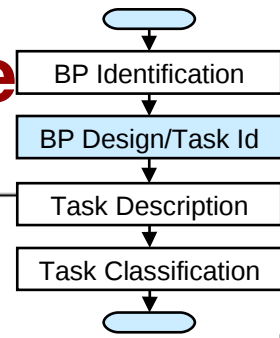 e
BP Identification
BP Design/Task Id
Task Description
Task Classification